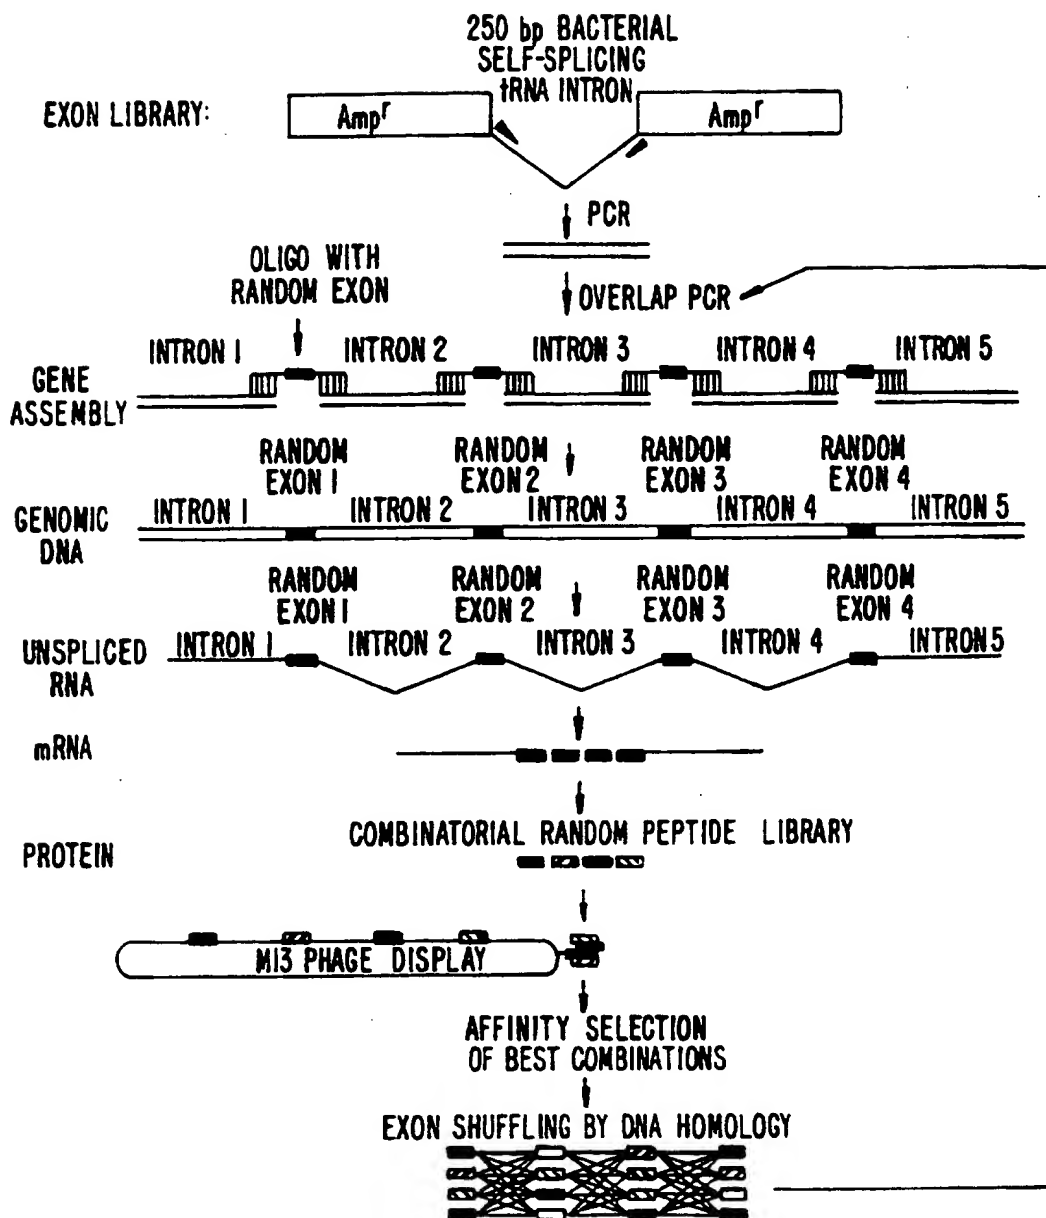 250 bp BACTERIAL
SELF-SPLICING
tRNA INTRON
EXON LIBRARY:
Ampʳ
Ampʳ
PCR
OLIGO WITH
RANDOM EXON
OVERLAP PCR
INTRON 1 INTRON 2 INTRON 3 INTRON 4 INTRON 5
GENE
ASSEMBLY
RANDOM
EXON 1
RANDOM
EXON 2
RANDOM
EXON 3
RANDOM
EXON 4
GENOMIC
DNA
INTRON 1 INTRON 2 INTRON 3 INTRON 4 INTRON 5
RANDOM
EXON 1
RANDOM
EXON 2
RANDOM
EXON 3
RANDOM
EXON 4
UNSPLICED
RNA
INTRON 1 INTRON 2 INTRON 3 INTRON 4 INTRON 5
mRNA
COMBINATORIAL RANDOM PEPTIDE LIBRARY
PROTEIN
M13 PHAGE DISPLAY
AFFINITY SELECTION
OF BEST COMBINATIONS
EXON SHUFFLING BY DNA HOMOLOGY